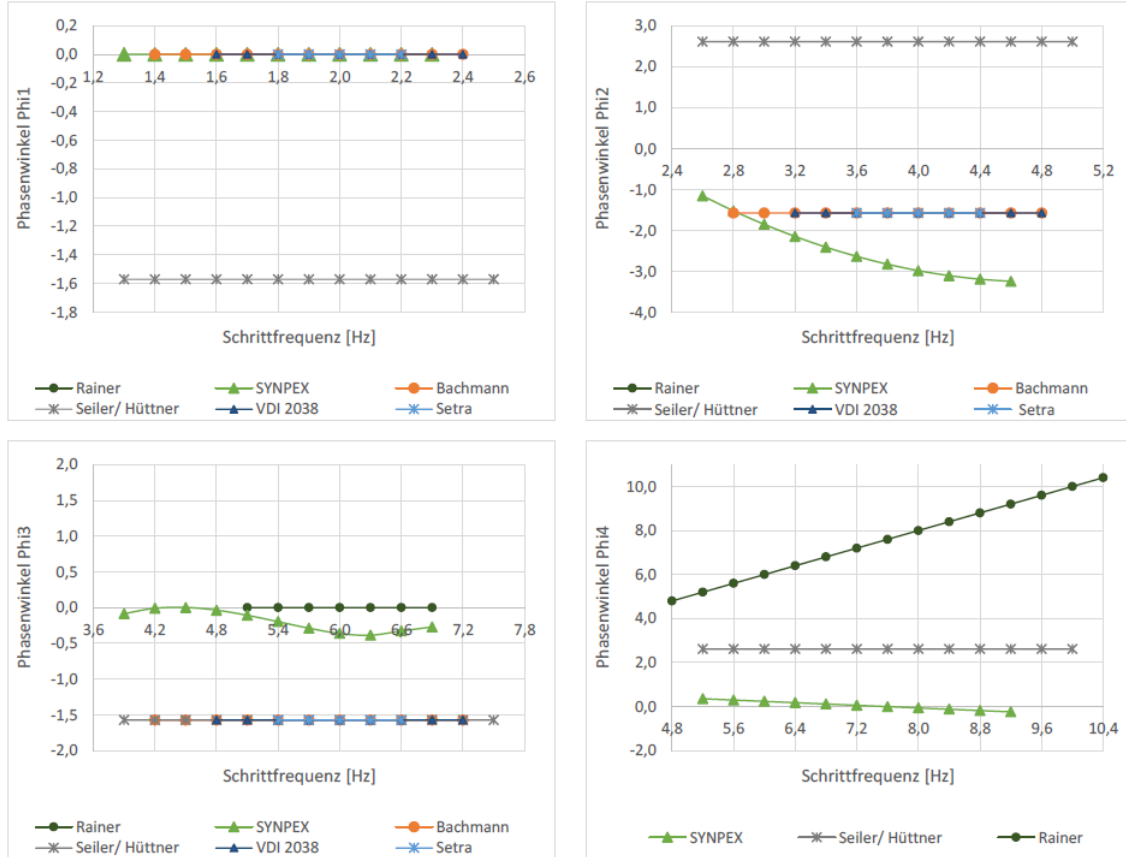 0,2
0,0
-0,2
-0,4
-0,6
-0,8
-1,0
-1,2
-1,4
-1,6
-1,8
1,2 1,4 1,6 1,8 2,0 2,2 2,4 2,6
Phasenwinkel Phi1
Schrittfrequenz [Hz]
Rainer SYNPEX Bachmann
Seiler/ Hüttner VDI 2038 Setra
3,0
2,0
1,0
0,0
-1,0
-2,0
-3,0
-4,0
2,4 2,8 3,2 3,6 4,0 4,4 4,8 5,2
Phasenwinkel Phi2
Schrittfrequenz [Hz]
Rainer SYNPEX Bachmann
Seiler/ Hüttner VDI 2038 Setra
2,0
1,5
1,0
0,5
0,0
-0,5
-1,0
-1,5
-2,0
3,6 4,2 4,8 5,4 6,0 6,6 7,2 7,8
Phasenwinkel Phi3
Schrittfrequenz [Hz]
Rainer SYNPEX Bachmann
Seiler/ Hüttner VDI 2038 Setra
10,0
8,0
6,0
4,0
2,0
0,0
-2,0
4,8 5,6 6,4 7,2 8,0 8,8 9,6 10,4
Phasenwinkel Phi4
Schrittfrequenz [Hz]
SYNPEX Seiler/ Hüttner Rainer